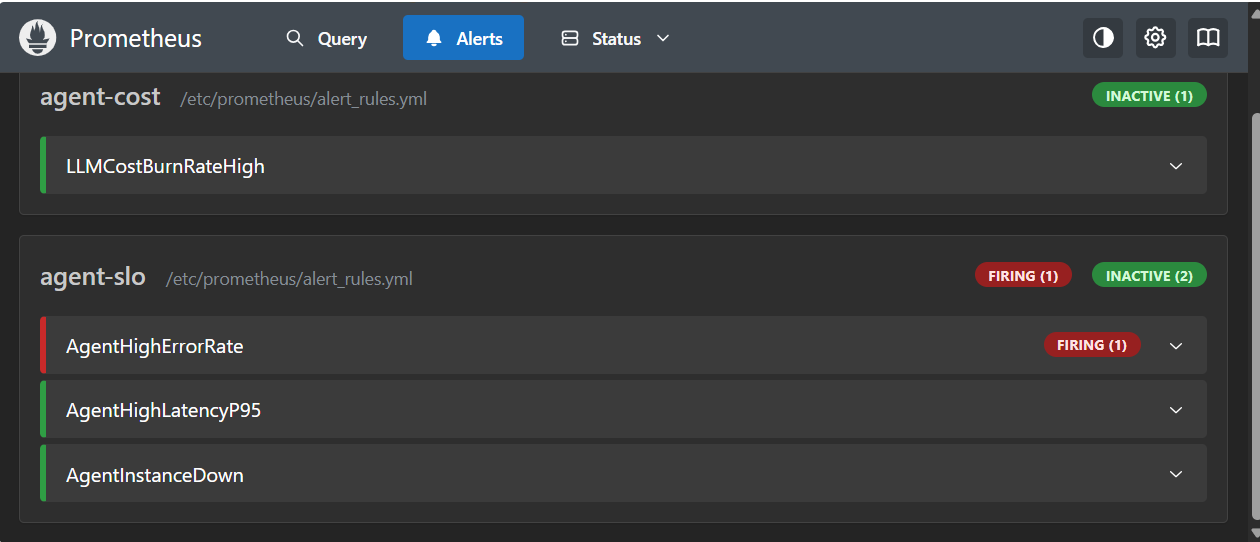 Prometheus Query Alerts Status
agent-cost /etc/prometheus/alert_rules.yml INACTIVE (1)
LLMCostBurnRateHigh
agent-slo /etc/prometheus/alert_rules.yml FIRING (1) INACTIVE (2)
AgentHighErrorRate FIRING (1)
AgentHighLatencyP95
AgentInstanceDown